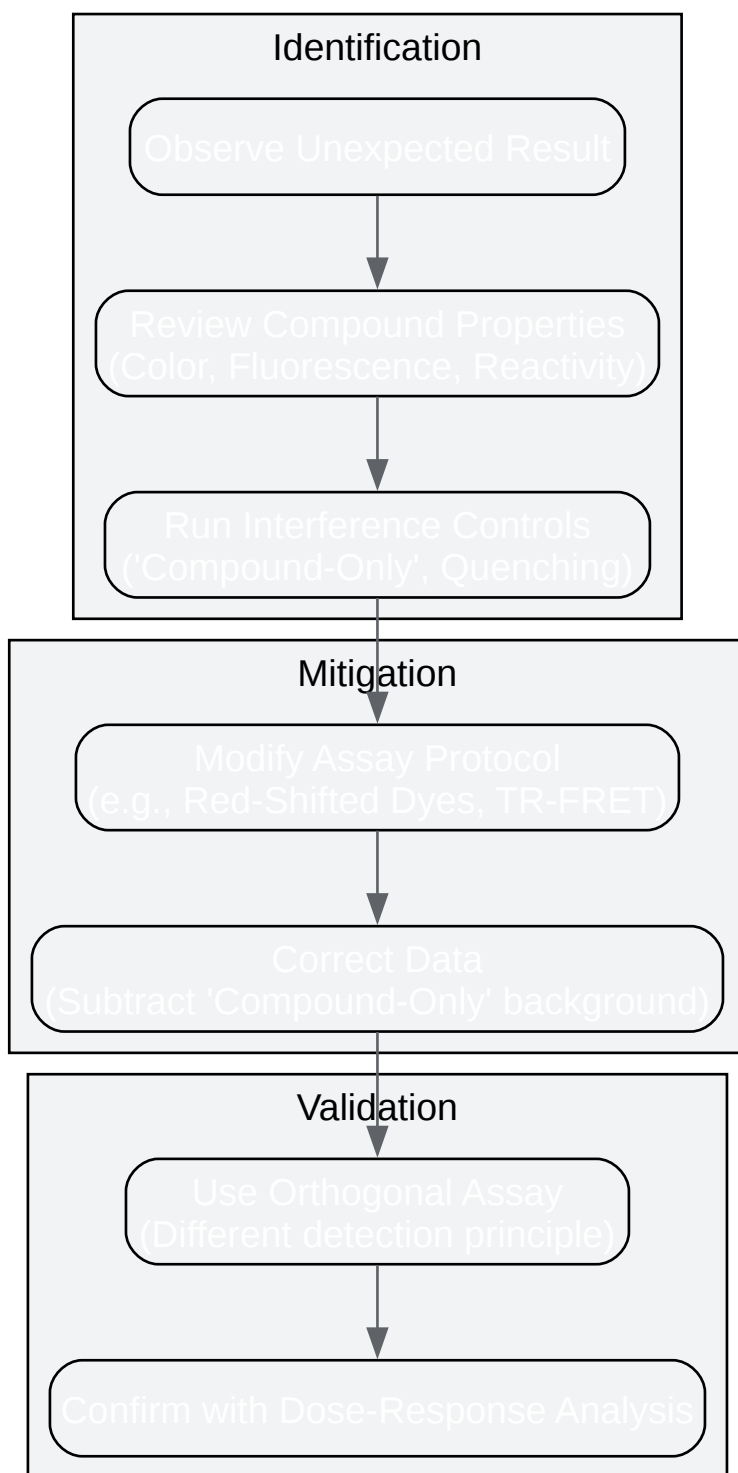 Identification
Observe Unexpected Result
Review Compound Properties
(Color, Fluorescence, Reactivity)
Run Interference Controls
('Compound-Only', Quenching)
Mitigation
Modify Assay Protocol
(e.g., Red-Shifted Dyes, TR-FRET)
Correct Data
(Subtract 'Compound-Only' background)
Validation
Use Orthogonal Assay
(Different detection principle)
Confirm with Dose-Response Analysis